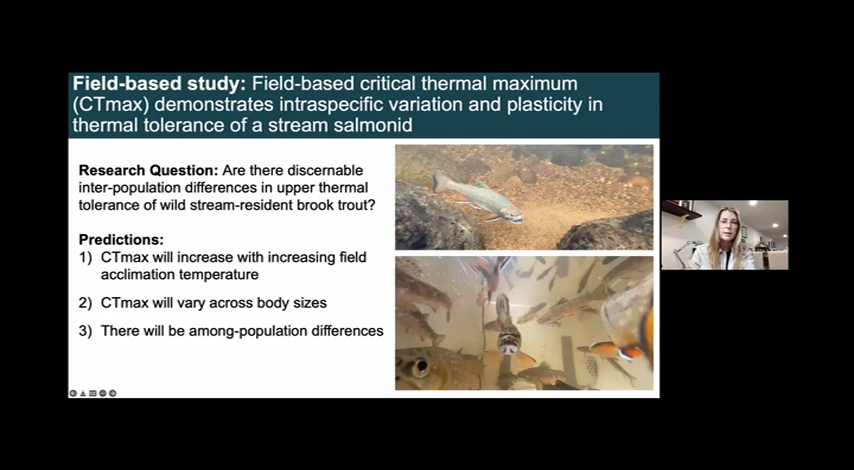 Field-based study: Field-based critical thermal maximum
(CTmax) demonstrates intraspecific variation and plasticity in
thermal tolerance of a stream salmonid
Research Question: Are there discernable
inter-population differences in upper thermal
tolerance of wild stream-resident brook trout?
Predictions:
1) CTmax will increase with increasing field
acclimation temperature
2) CTmax will vary across body sizes
3) There will be among-population differences